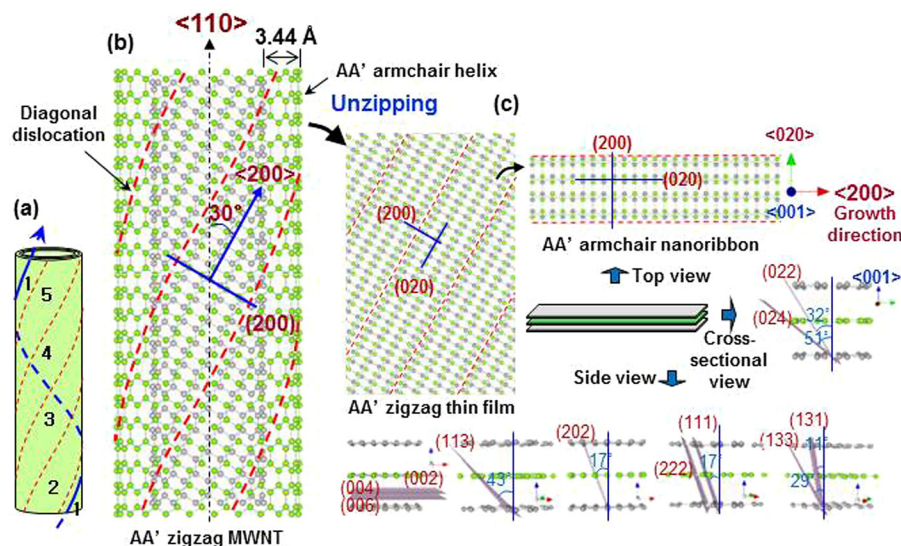 (b)
<110>
3.44 Å
AA' armchair helix
Diagonal
dislocation
Unzipping
(c)
<200>
30°
(200)
(a)
1
5
4
3
2
1
AA' zigzag MWNT
(200)
(020)
AA' zigzag thin film
(200)
(020)
<020>
<200>
<001>
Growth
direction
AA' armchair nanoribbon
Top view
Cross-
sectional
view
Side view
(022)
<001>
(024)
32°
51°
(004)
(002)
(006)
(113)
43°
(202)
17°
(111)
(222)
17°
(131)
(133)
11°
29°